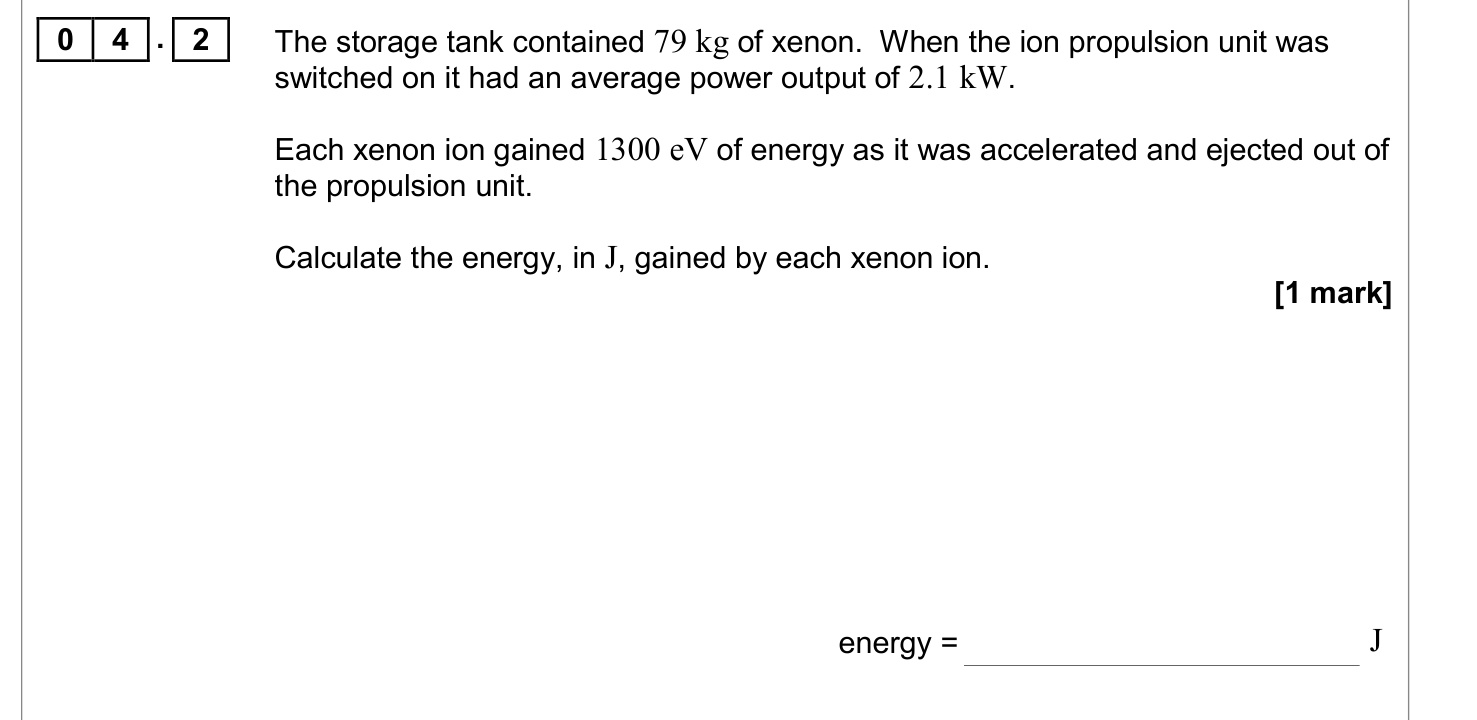 0 4 . 2 The storage tank contained 79 kg of xenon. When the ion propulsion unit was
switched on it had an average power output of 2.1 kW.
Each xenon ion gained 1300 eV of energy as it was accelerated and ejected out of
the propulsion unit.
Calculate the energy, in J, gained by each xenon ion.
[1 mark]
energy = J